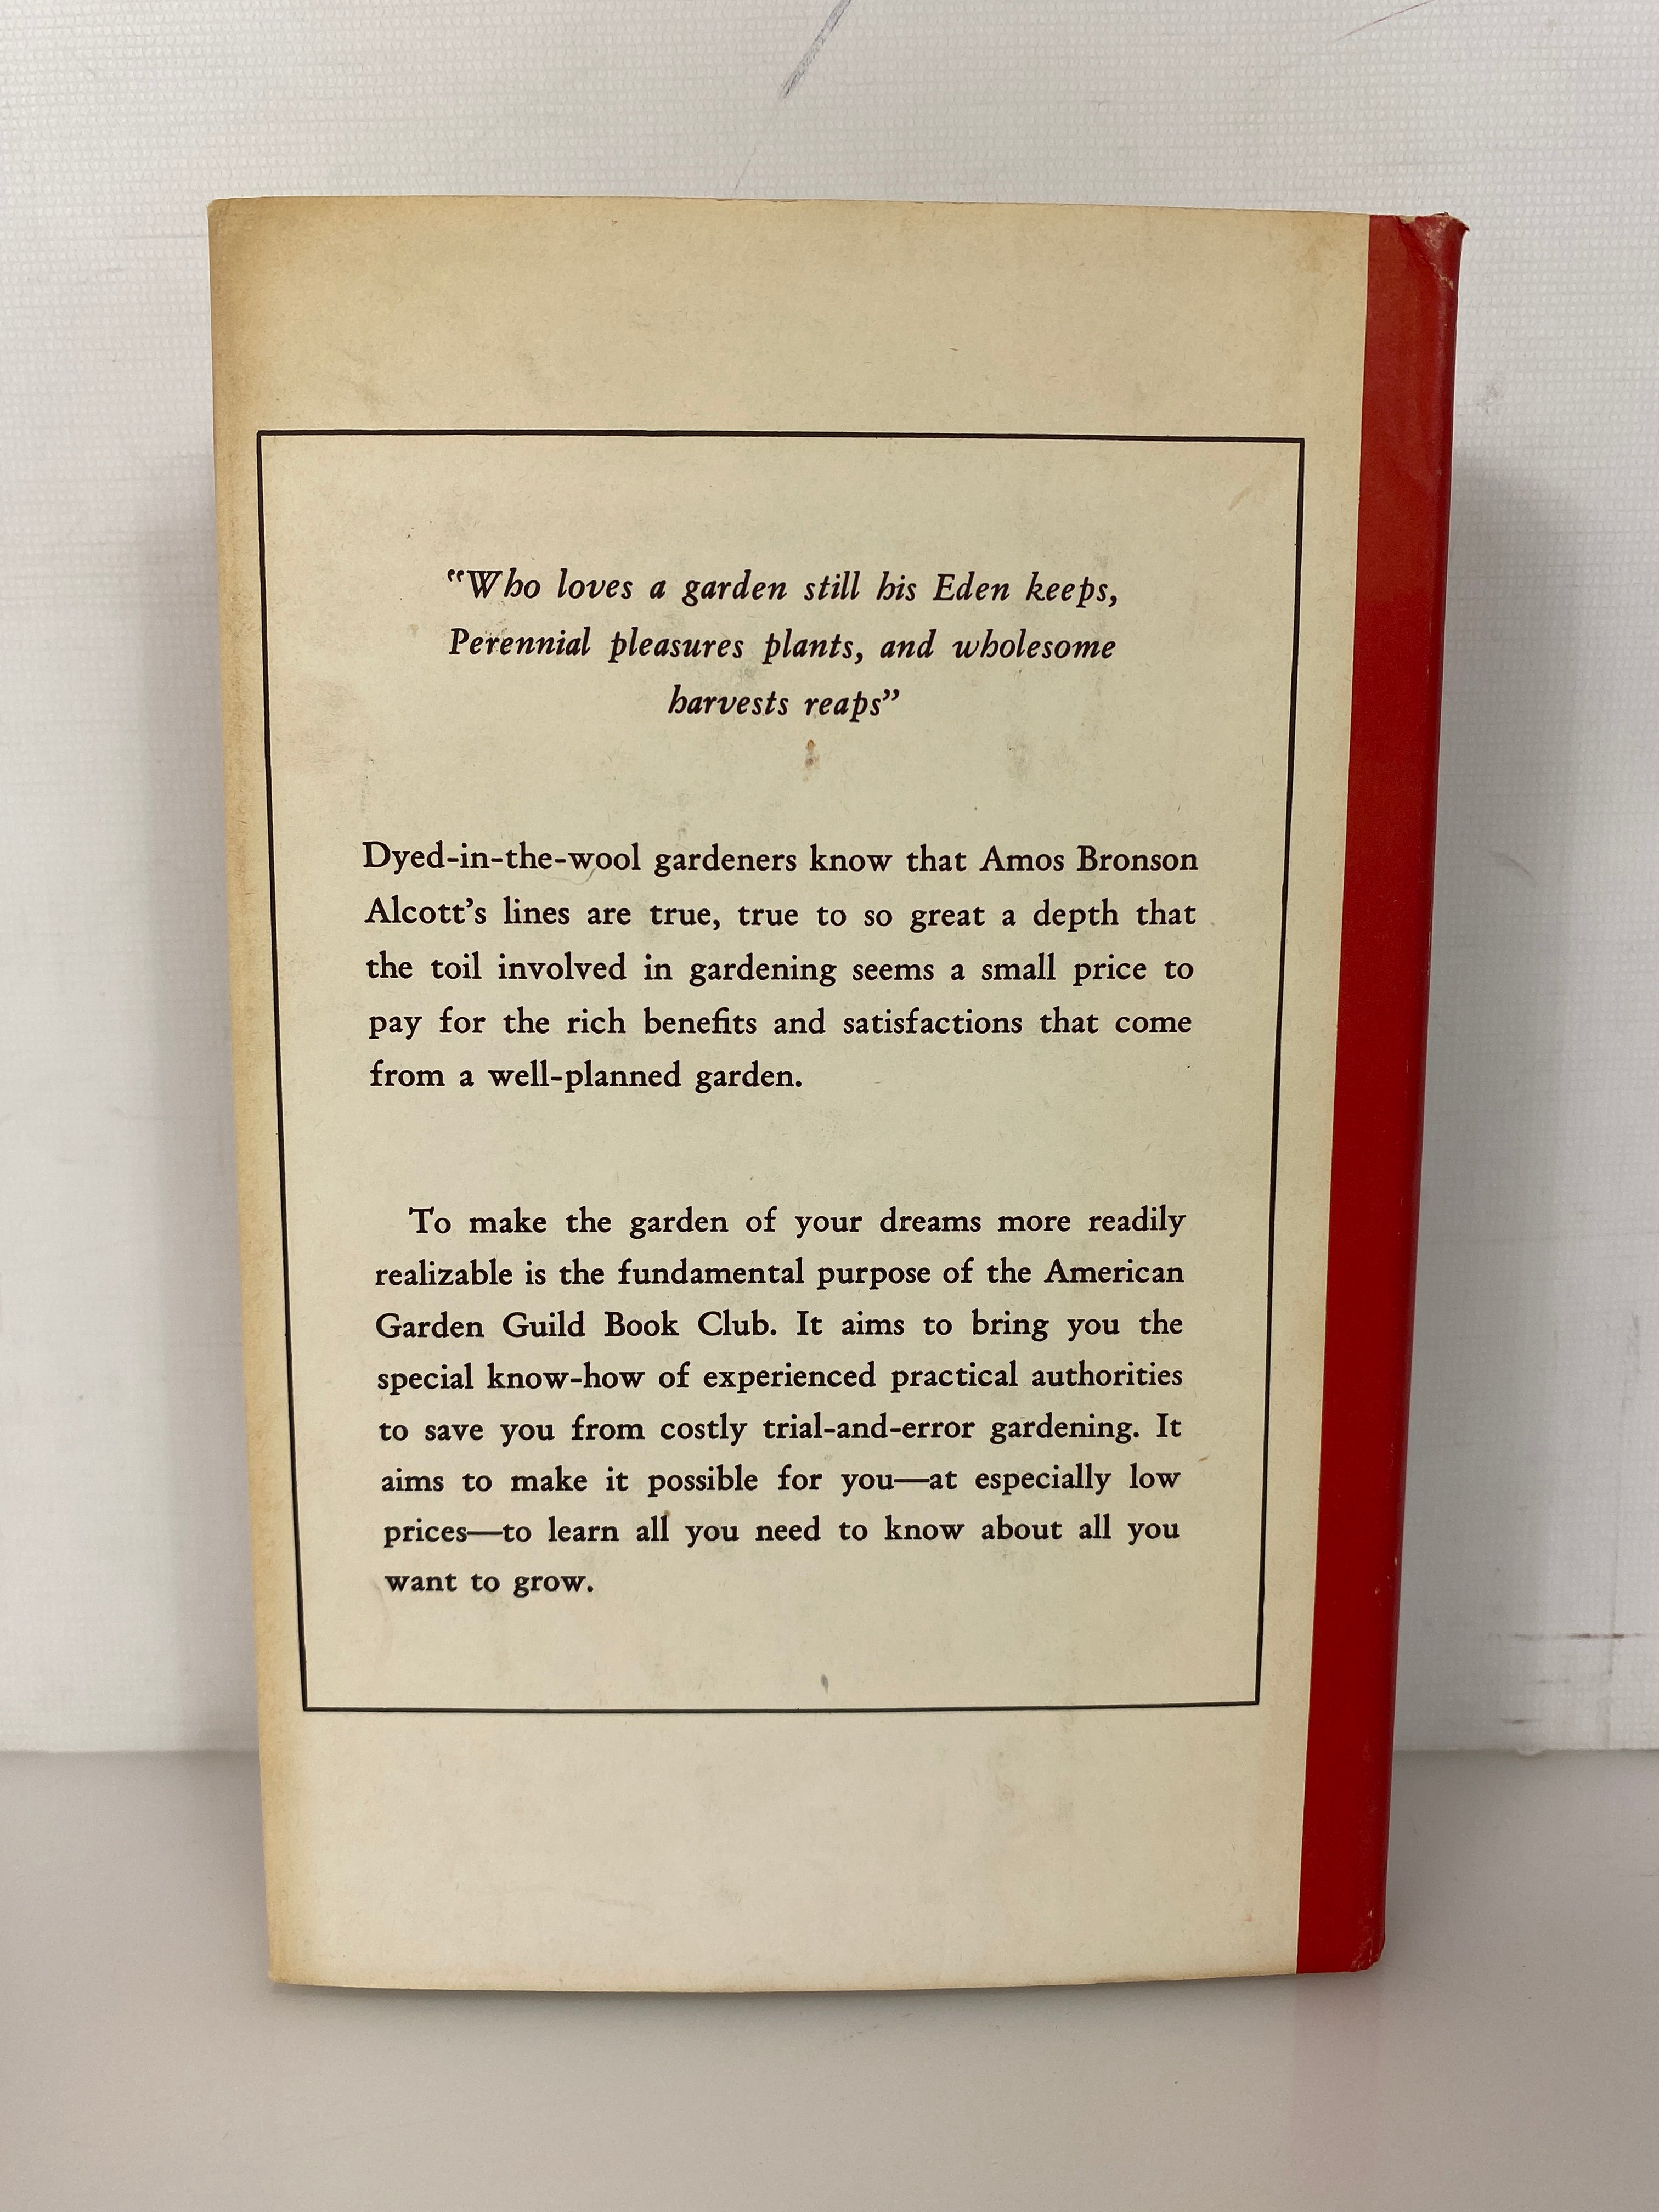 "Who loves a garden still his Eden keeps,
Perennial pleasures plants, and wholesome
harvests reaps"
Dyed-in-the-wool gardeners know that Amos Bronson
Alcott's lines are true, true to so great a depth that
the toil involved in gardening seems a small price to
pay for the rich benefits and satisfactions that come
from a well-planned garden.
To make the garden of your dreams more readily
realizable is the fundamental purpose of the American
Garden Guild Book Club. It aims to bring you the
special know-how of experienced practical authorities
to save you from costly trial-and-error gardening. It
aims to make it possible for you—at especially low
prices—to learn all you need to know about all you
want to grow.